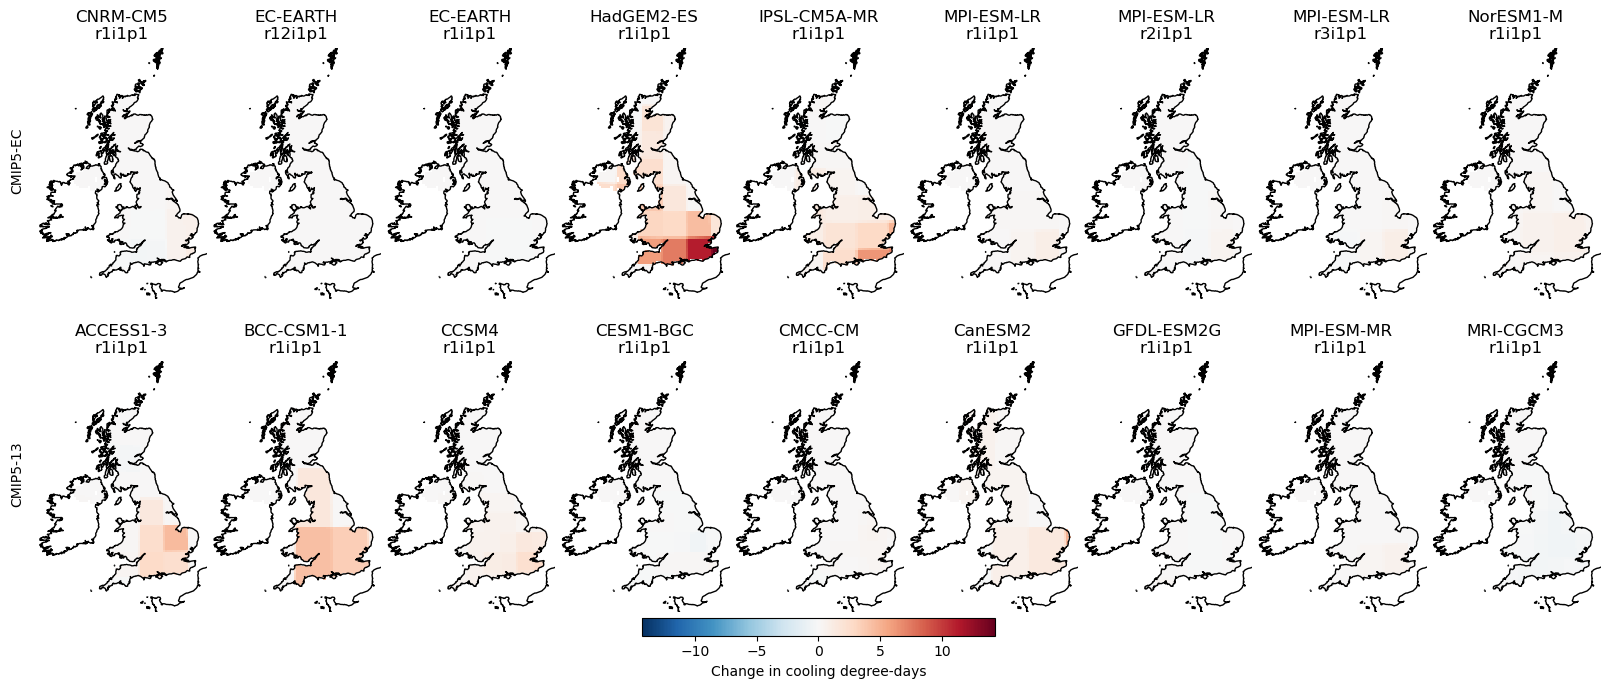 CNRM-CM5 EC-EARTH EC-EARTH HadGEM2-ES IPSL-CM5A-MR MPI-ESM-LR MPI-ESM-LR MPI-ESM-LR NorESM1-M
r1i1p1 r12i1p1 r1i1p1 r1i1p1 r1i1p1 r1i1p1 r2i1p1 r3i1p1 r1i1p1
CMIP5-EC
ACCESS1-3 BCC-CSM1-1 CCSM4 CESM1-BGC CMCC-CM CanESM2 GFDL-ESM2G MPI-ESM-MR MRI-CGCM3
r1i1p1 r1i1p1 r1i1p1 r1i1p1 r1i1p1 r1i1p1 r1i1p1 r1i1p1 r1i1p1
CMIP5-13
−10 −5 0 5 10
Change in cooling degree-days